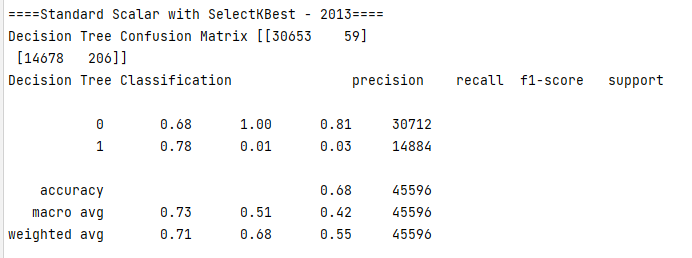 ====Standard Scalar with SelectKBest - 2013====
Decision Tree Confusion Matrix [[30653    59]
 [14678   206]]
Decision Tree Classification               precision    recall  f1-score   support

           0       0.68      1.00      0.81     30712
           1       0.78      0.01      0.03     14884

    accuracy                           0.68     45596
   macro avg       0.73      0.51      0.42     45596
weighted avg       0.71      0.68      0.55     45596